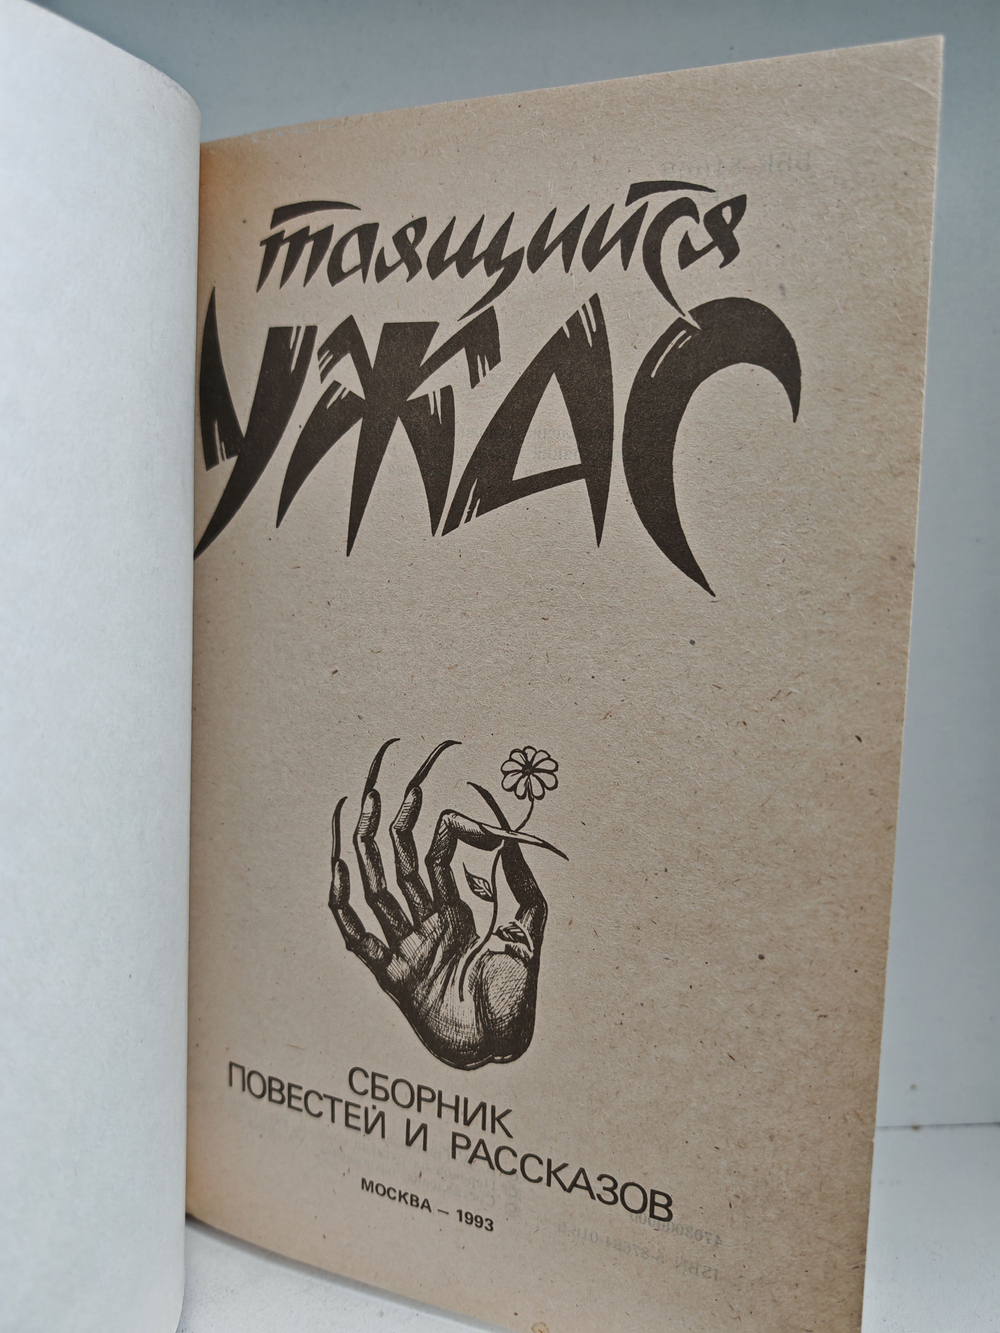 таящийся
УЖАС
СБОРНИК
ПОВЕСТЕЙ И РАССКАЗОВ
МОСКВА – 1993